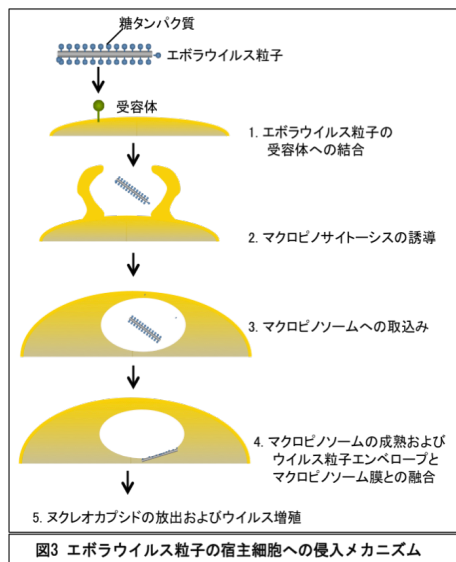 糖タンパク質
エボラウイルス粒子
受容体
1. エボラウイルス粒子の
受容体への結合
2. マクロピノサイトーシスの誘導
3. マクロピノソームへの取込み
4. マクロピノソームの成熟および
ウイルス粒子エンベロープと
マクロピノソーム膜との融合
5. ヌクレオカプシドの放出およびウイルス増殖
図3 エボラウイルス粒子の宿主細胞への侵入メカニズム